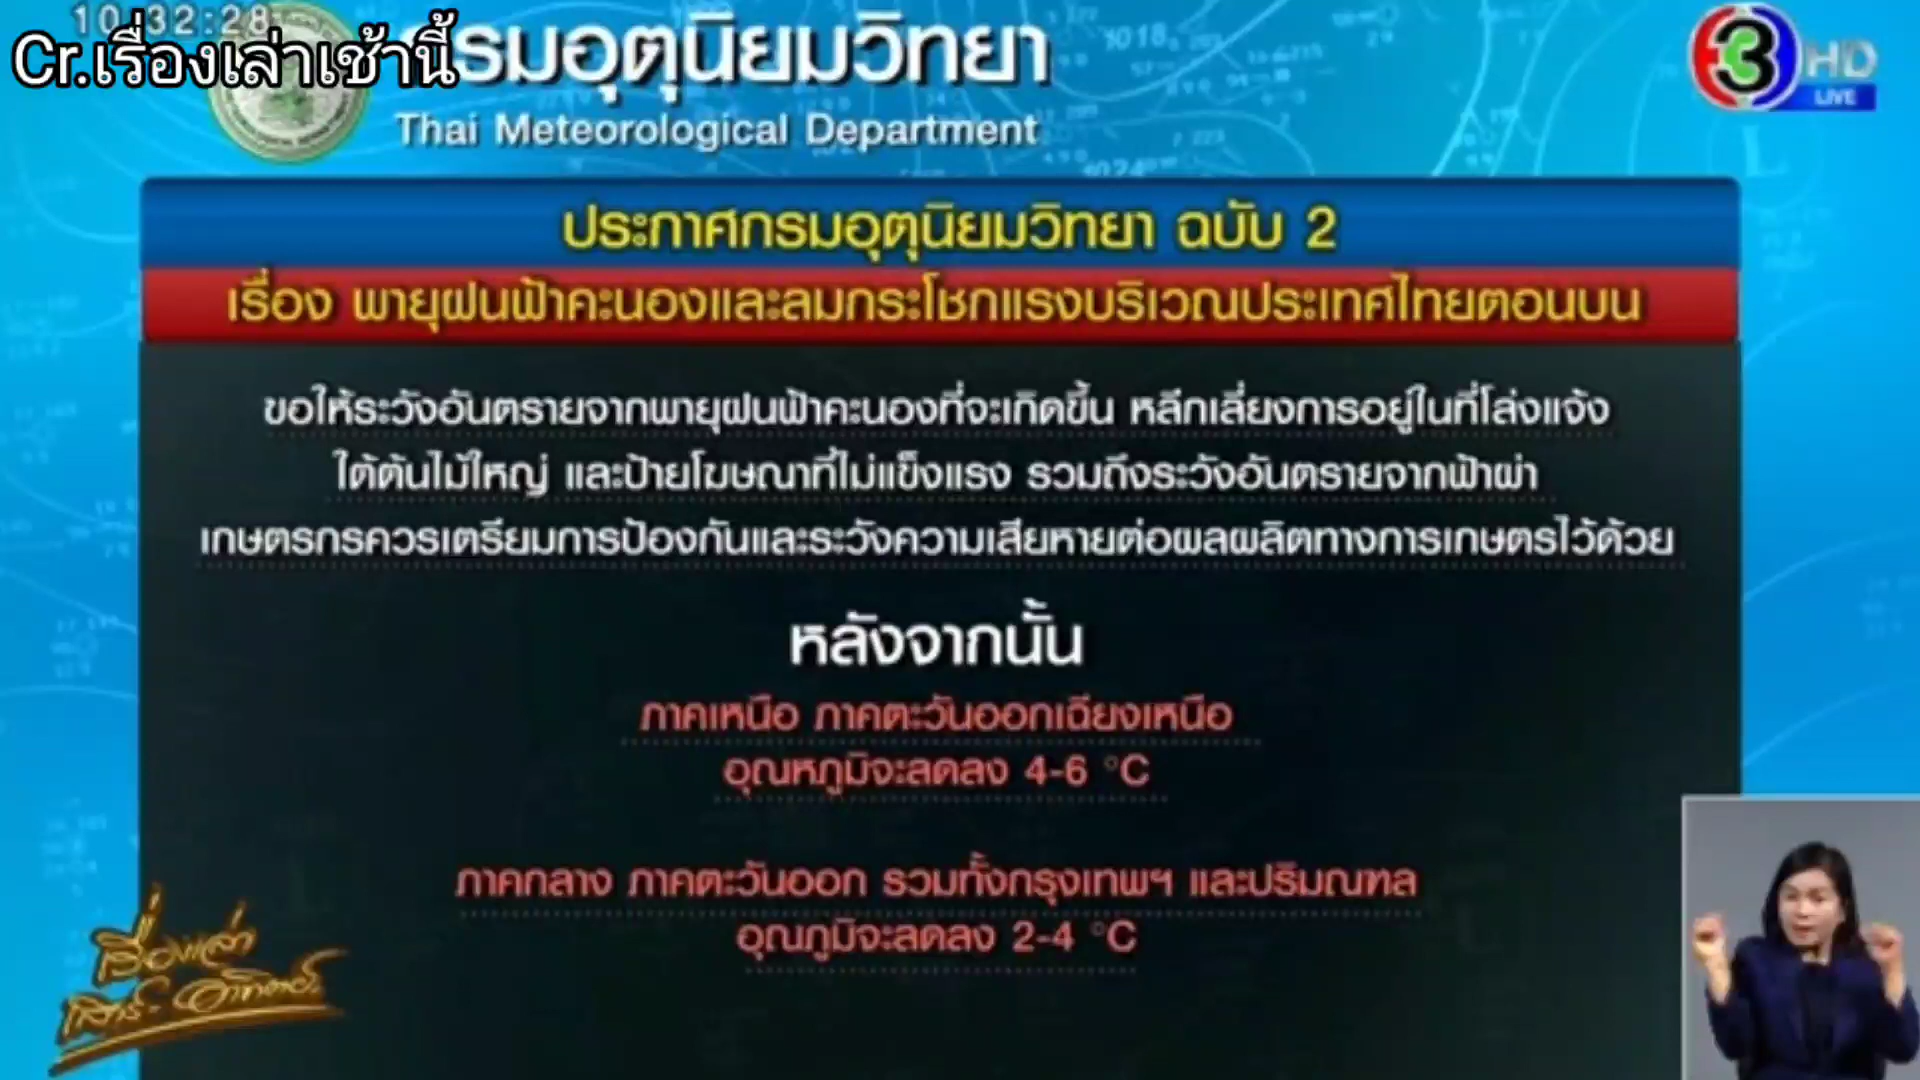 10:32:28
Cr.เรื่องเล่าเช้านี้
กรมอุตุนิยมวิทยา
Thai Meteorological Department
3 HD
LIVE
ประกาศกรมอุตุนิยมวิทยา ฉบับ 2
เรื่อง พายุฝนฟ้าคะนองและลมกระโชกแรงบริเวณประเทศไทยตอนบน
ขอให้ระวังอันตรายจากพายุฝนฟ้าคะนองที่จะเกิดขึ้น หลีกเลี่ยงการอยู่ในที่โล่งแจ้ง
ใต้ต้นไม้ใหญ่ และป้ายโฆษณาที่ไม่แข็งแรง รวมถึงระวังอันตรายจากฟ้าผ่า
เกษตรกรควรเตรียมการป้องกันและระวังความเสียหายต่อผลผลิตทางการเกษตรไว้ด้วย
หลังจากนั้น
ภาคเหนือ ภาคตะวันออกเฉียงเหนือ
อุณหภูมิจะลดลง 4-6 °C
ภาคกลาง ภาคตะวันออก รวมทั้งกรุงเทพฯ และปริมณฑล
อุณภูมิจะลดลง 2-4 °C
เรื่องเล่า
เสาร์-อาทิตย์